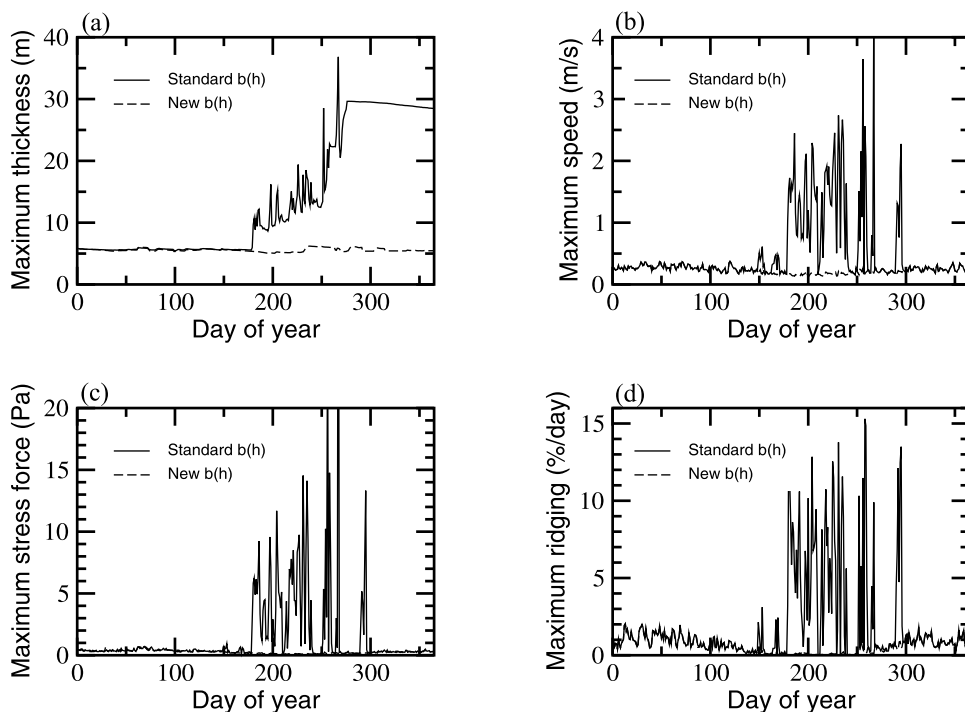 (a)
40
30
20
10
0
Maximum thickness (m)
Standard b(h)
New b(h)
0 100 200 300
Day of year
(b)
4
3
2
1
0
Maximum speed (m/s)
Standard b(h)
New b(h)
0 100 200 300
Day of year
(c)
20
15
10
5
0
Maximum stress force (Pa)
Standard b(h)
New b(h)
0 100 200 300
Day of year
(d)
15
10
5
0
Maximum ridging (%/day)
Standard b(h)
New b(h)
0 100 200 300
Day of year